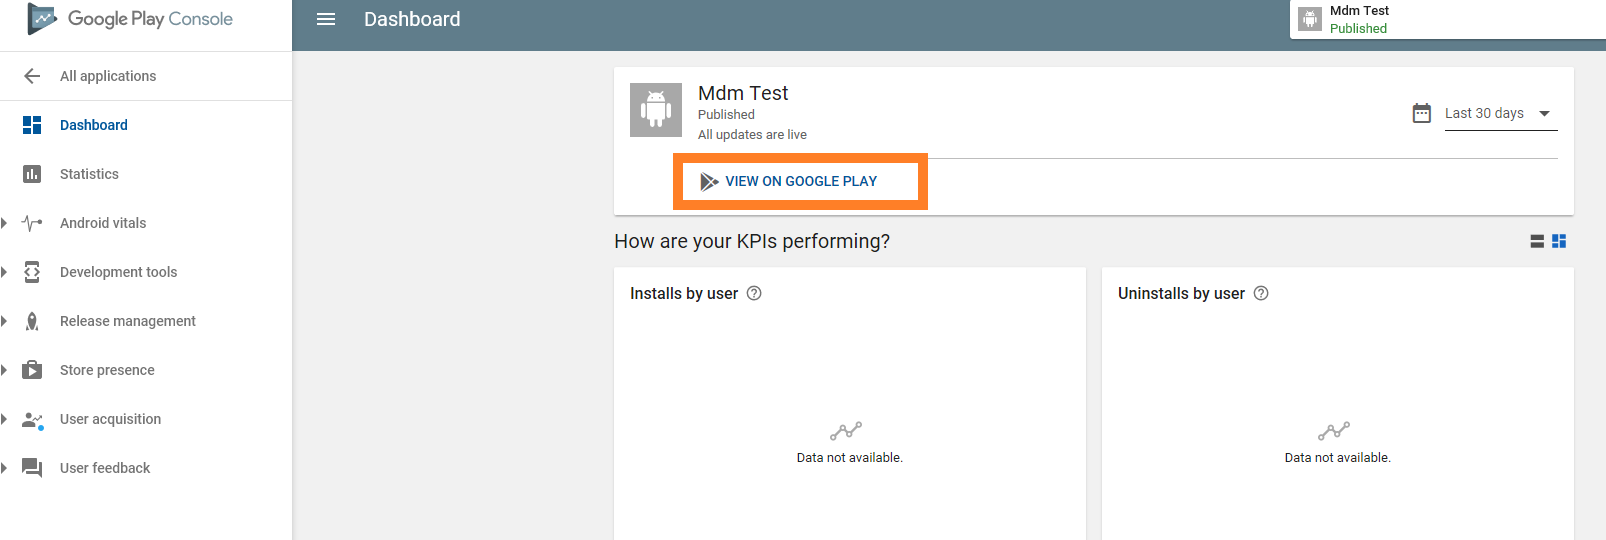 Google Play Console
Dashboard
Mdm Test
Published
All applications
Dashboard
Statistics
Android vitals
Development tools
Release management
Store presence
User acquisition
User feedback
Mdm Test
Published
All updates are live
Last 30 days
VIEW ON GOOGLE PLAY
How are your KPIs performing?
Installs by user
Data not available.
Uninstalls by user
Data not available.